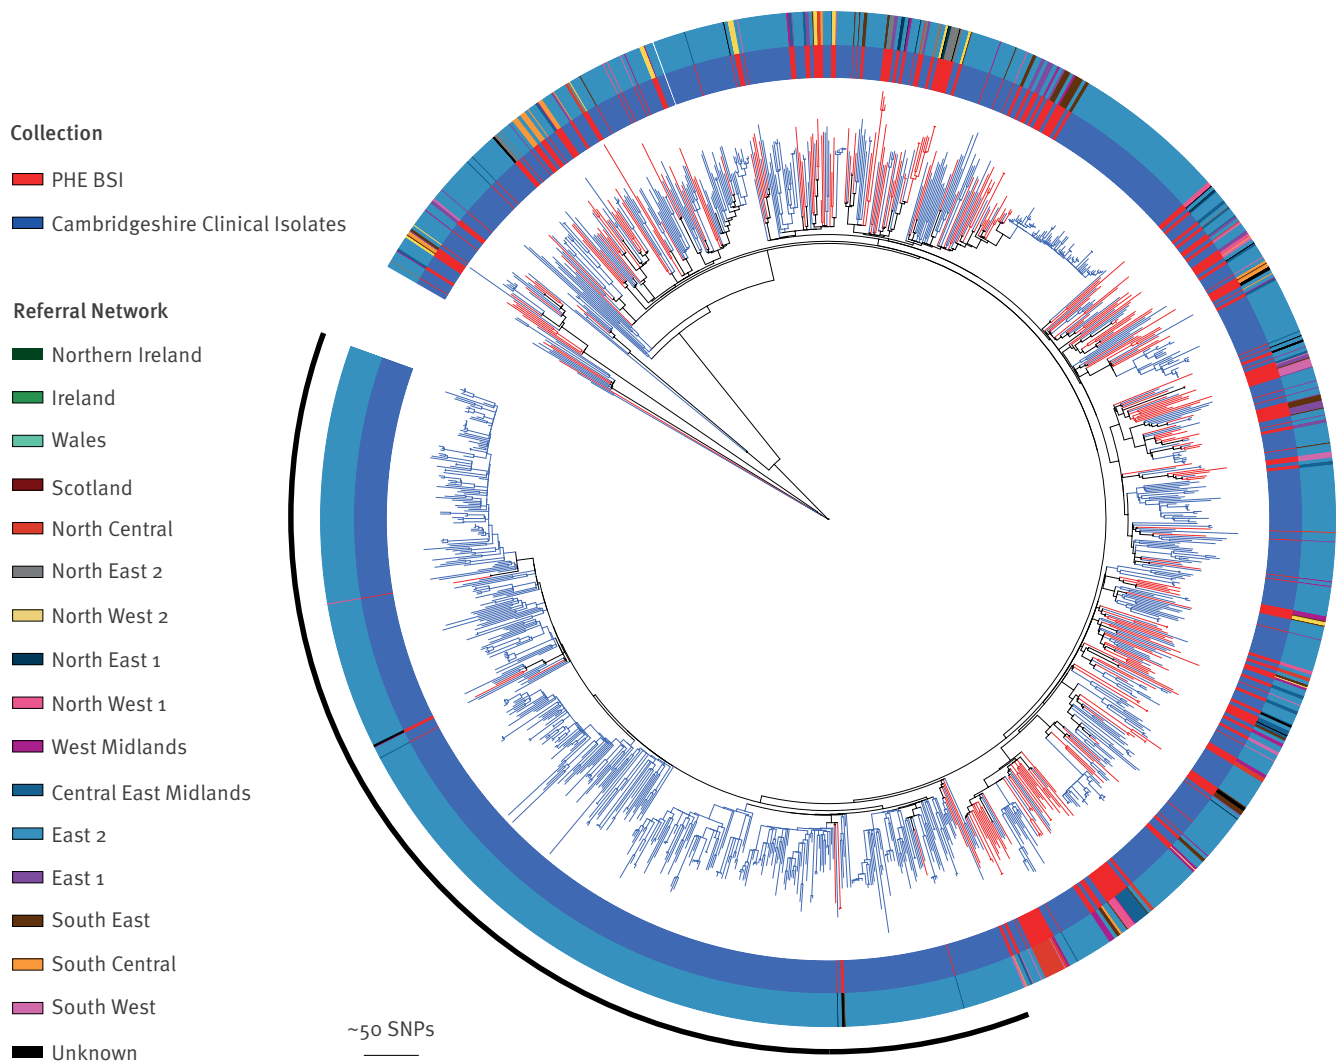 Collection
PHE BSI
Cambridgeshire Clinical Isolates
Referral Network
Northern Ireland
Ireland
Wales
Scotland
North Central
North East 2
North West 2
North East 1
North West 1
West Midlands
Central East Midlands
East 2
East 1
South East
South Central
South West
Unknown
~50 SNPs